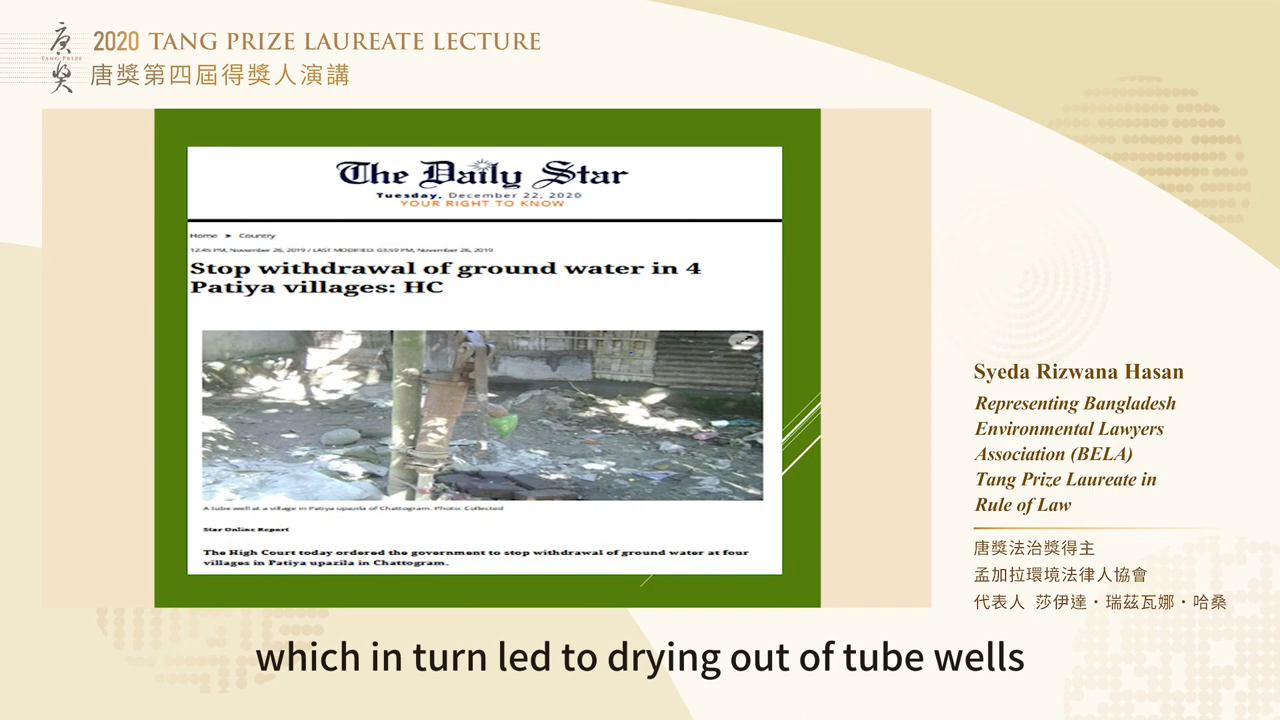 唐
TANG PRIZE
獎
2020 TANG PRIZE LAUREATE LECTURE
唐獎第四屆得獎人演講
The Daily Star
Tuesday, December 22, 2020
YOUR RIGHT TO KNOW
Home > Country
12:45 PM, November 26, 2019 / LAST MODIFIED: 03:59 PM, November 26, 2019
Stop withdrawal of ground water in 4
Patiya villages: HC
A tube well at a village in Patiya upazila of Chattogram. Photo: Collected
Star Online Report
The High Court today ordered the government to stop withdrawal of ground water at four
villages in Patiya upazila in Chattogram.
Syeda Rizwana Hasan
Representing Bangladesh
Environmental Lawyers
Association (BELA)
Tang Prize Laureate in
Rule of Law
唐獎法治獎得主
孟加拉環境法律人協會
代表人 莎伊達・瑞茲瓦娜・哈桑
which in turn led to drying out of tube wells